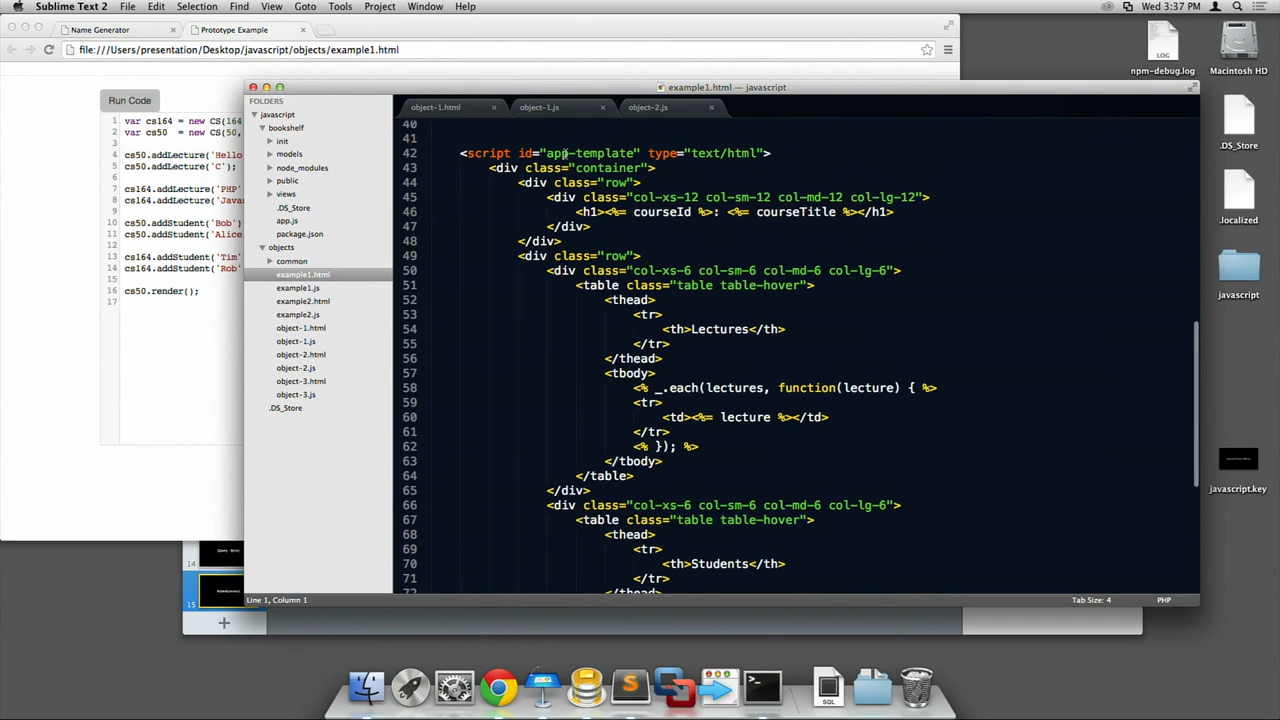 Sublime Text 2 File Edit Selection Find View Goto Tools Project Window Help Wed 3:37 PM
Name Generator
Prototype Example
file:///Users/presentation/Desktop/javascript/objects/example1.html
LOG
npm-debug.log
Macintosh HD
example1.html — javascript
Run Code
1 var cs164 = new CS(164
2 var cs50 = new CS(50,
3
4 cs50.addLecture('Hello
5 cs50.addLecture('C');
6
7 cs164.addLecture('PHP'
8 cs164.addLecture('Javas
9
10 cs50.addStudent('Bob')
11 cs50.addStudent('Alice
12
13 cs164.addStudent('Tim'
14 cs164.addStudent('Rob'
15
16 cs50.render();
17
FOLDERS
javascript
bookshelf
init
models
node_modules
public
views
.DS_Store
app.js
package.json
objects
common
example1.html
example1.js
example2.html
example2.js
object-1.html
object-1.js
object-2.html
object-2.js
object-3.html
object-3.js
.DS_Store
object-1.html
object-1.js
object-2.js
40
41
42 <script id="app-template" type="text/html">
43 <div class="container">
44 <div class="row">
45 <div class="col-xs-12 col-sm-12 col-md-12 col-lg-12">
46 <h1><%= courseId %>: <%= courseTitle %></h1>
47 </div>
48 </div>
49 <div class="row">
50 <div class="col-xs-6 col-sm-6 col-md-6 col-lg-6">
51 <table class="table table-hover">
52 <thead>
53 <tr>
54 <th>Lectures</th>
55 </tr>
56 </thead>
57 <tbody>
58 <% _.each(lectures, function(lecture) { %>
59 <tr>
60 <td><%= lecture %></td>
61 </tr>
62 <% }); %>
63 </tbody>
64 </table>
65 </div>
66 <div class="col-xs-6 col-sm-6 col-md-6 col-lg-6">
67 <table class="table table-hover">
68 <thead>
69 <tr>
70 <th>Students</th>
71 </tr>
72
Line 1, Column 1
Tab Size: 4
PHP
.DS_Store
.localized
javascript
javascript.key
14
15
SQL